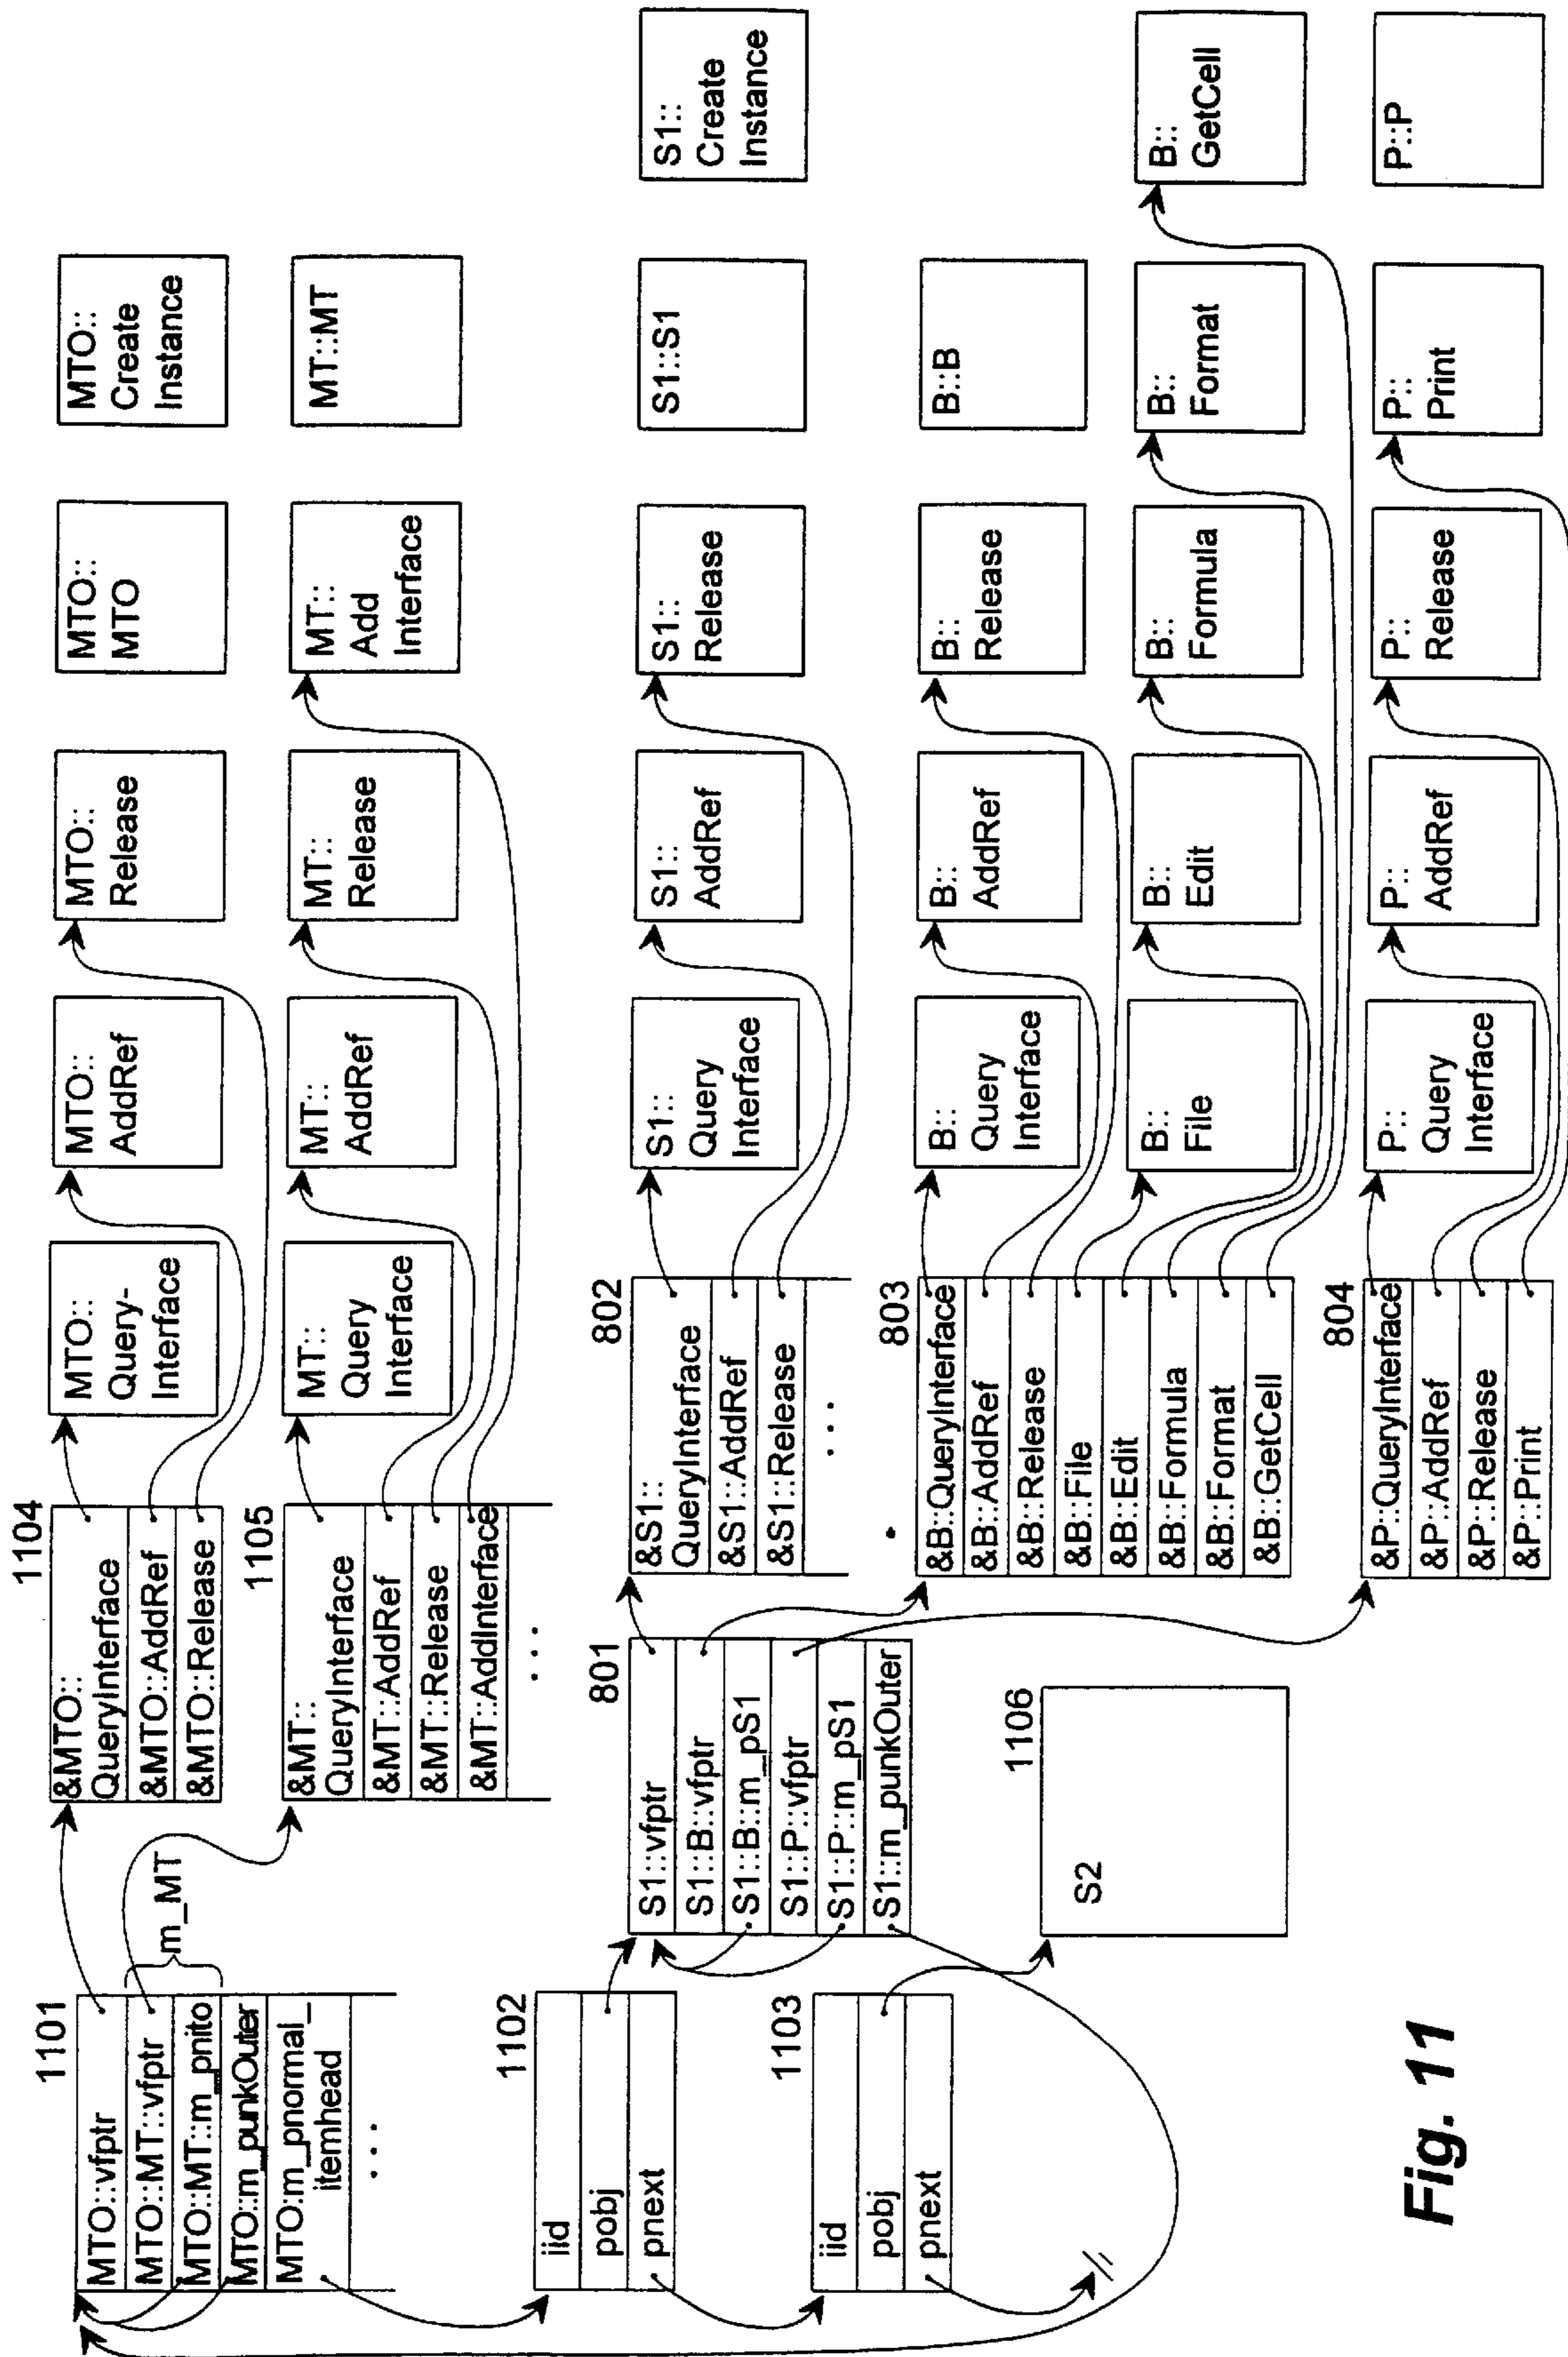 1101
MTO::vfptr
MTO::MT::vfptr
MTO::MT::m_pnito
MTO::m_punkOuter
MTO:m_pnormal_
itemhead
. . .
m_MT
1104
&MTO::
QueryInterface
&MTO::AddRef
&MTO::Release
MTO::
Query-
Interface
MTO::
AddRef
MTO::
Release
MTO::
MTO
MTO::
Create
Instance
1105
&MT::
QueryInterface
&MT::AddRef
&MT::Release
&MT::AddInterface
. . .
MT::
Query
Interface
MT::
AddRef
MT::
Release
MT::
Add
Interface
MT::MT
1102
iid
pobj
pnext
1103
iid
pobj
pnext
801
S1::vfptr
S1::B::vfptr
S1::B::m_pS1
S1::P::vfptr
S1::P::m_pS1
S1::m_punkOuter
1106
S2
802
&S1::
QueryInterface
&S1::AddRef
&S1::Release
. . .
S1::
Query
Interface
S1::
AddRef
S1::
Release
S1::S1
S1::
Create
Instance
803
&B::QueryInterface
&B::AddRef
&B::Release
&B::File
&B::Edit
&B::Formula
&B::Format
&B::GetCell
B::
Query
Interface
B::
AddRef
B::
Release
B::B
B::
File
B::
Edit
B::
Formula
B::
Format
B::
GetCell
804
&P::QueryInterface
&P::AddRef
&P::Release
&P::Print
P::
Query
Interface
P::
AddRef
P::
Release
P::
Print
P::P
Fig. 11